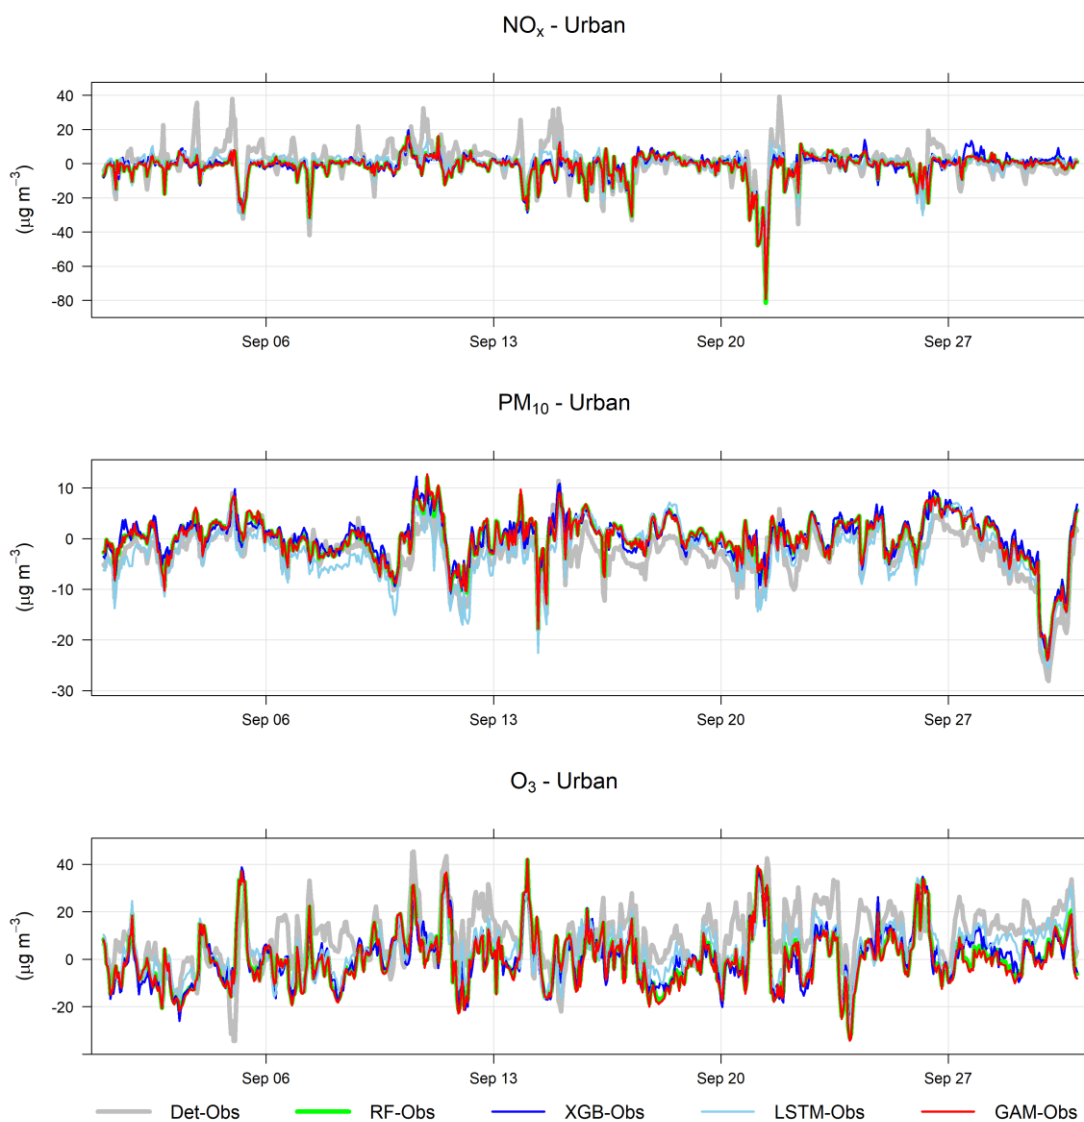 NOx - Urban
40
20
0
-20
-40
-60
-80
(µg m−3)
Sep 06 Sep 13 Sep 20 Sep 27
PM10 - Urban
10
0
-10
-20
-30
(µg m−3)
Sep 06 Sep 13 Sep 20 Sep 27
O3 - Urban
40
20
0
-20
(µg m−3)
Sep 06 Sep 13 Sep 20 Sep 27
Det-Obs RF-Obs XGB-Obs LSTM-Obs GAM-Obs